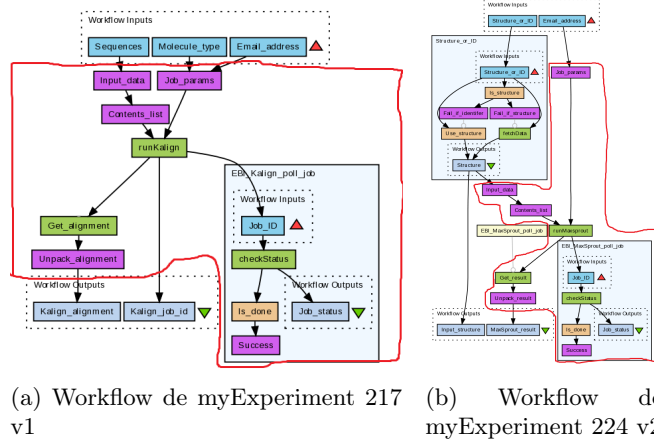 Workflow Inputs
Sequences Molecule_type Email_address
Input_data Job_params
Contents_list
runKalign
EBI_Kalign_poll_job
Workflow Inputs
Get_alignment Job_ID
Unpack_alignment checkStatus
Workflow Outputs Workflow Outputs
Kalign_alignment Kalign_job_id Is_done Job_status
Success
(a) Workflow de myExperiment 217
v1
Workflow Inputs
Structure_or_ID Email_address
Structure_or_ID
Workflow Inputs
Structure_or_ID Job_params
Is_structure
Fail_if_identifier Fail_if_structure
Use_structure fetchData
Workflow Outputs
Structure
Input_data
Contents_list
EBI_MaxSprout_poll_job runMaxsprout
EBI_MaxSprout_poll_job
Workflow Inputs
Get_result Job_ID
Unpack_result checkStatus
Workflow Outputs Workflow Outputs
Input_structure MaxSprout_result Is_done Job_status
Success
(b) Workflow de
myExperiment 224 v2